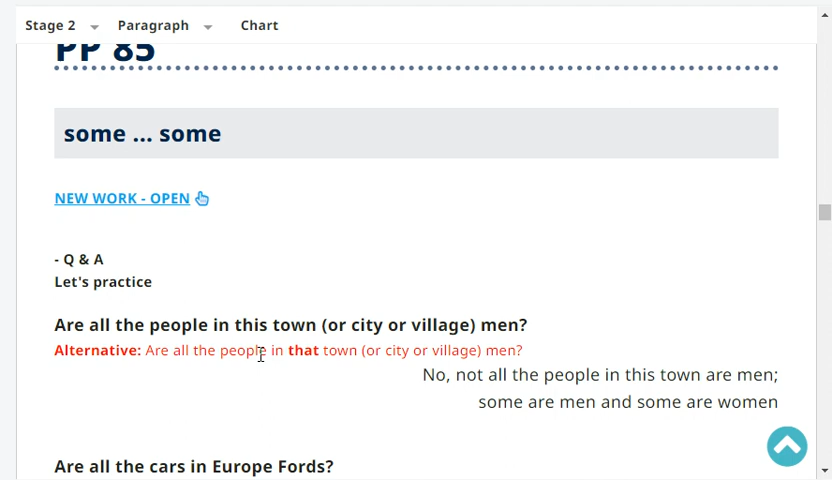 Stage 2 Paragraph Chart
PP 85
some ... some
NEW WORK - OPEN
- Q & A
Let's practice
Are all the people in this town (or city or village) men?
Alternative: Are all the people in that town (or city or village) men?
No, not all the people in this town are men;
some are men and some are women
Are all the cars in Europe Fords?